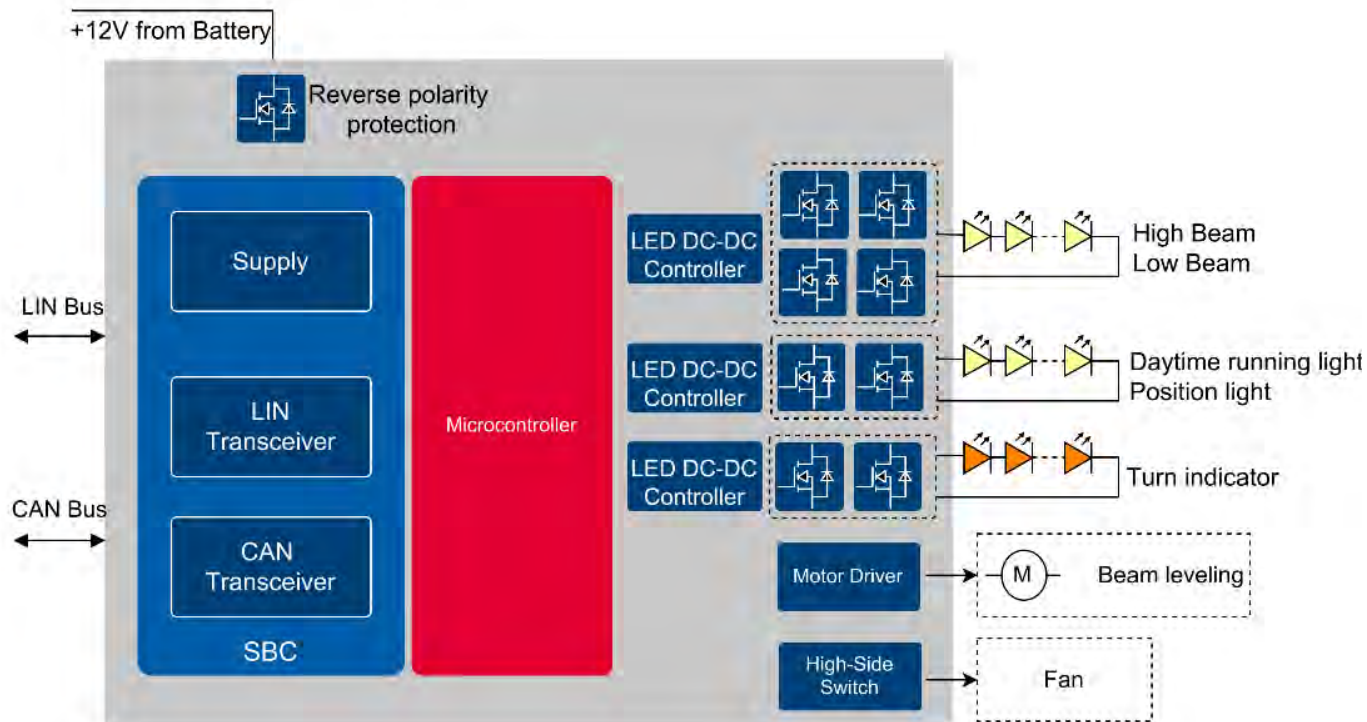 +12V from Battery
Reverse polarity
protection
Supply
LIN Bus
LIN
Transceiver
CAN Bus
CAN
Transceiver
SBC
Microcontroller
LED DC-DC
Controller
High Beam
Low Beam
LED DC-DC
Controller
Daytime running light
Position light
LED DC-DC
Controller
Turn indicator
Motor Driver
M
Beam leveling
High-Side
Switch
Fan